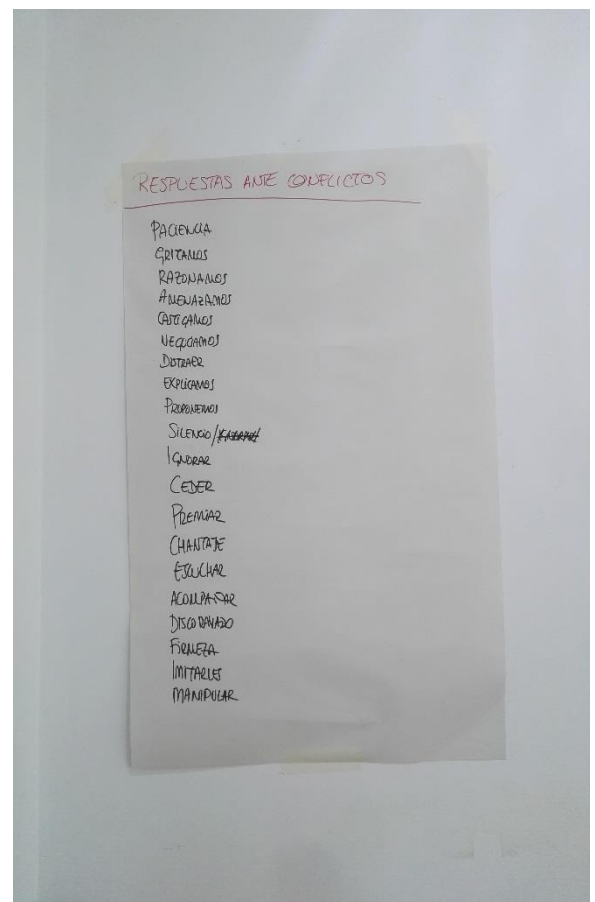 RESPUESTAS ANTE CONFLICTOS
PACIENCIA
GRITAMOS
RAZONAMOS
AMENAZAMOS
CASTIGAMOS
NEGOCIAMOS
DISTRAER
EXPLICAMOS
PROPONEMOS
SILENCIO/
IGNORAR
CEDER
PREMIAR
CHANTAJE
ESCUCHAR
ACOMPAÑAR
DISCO RAYADO
FIRMEZA
IMITARLES
MANIPULAR